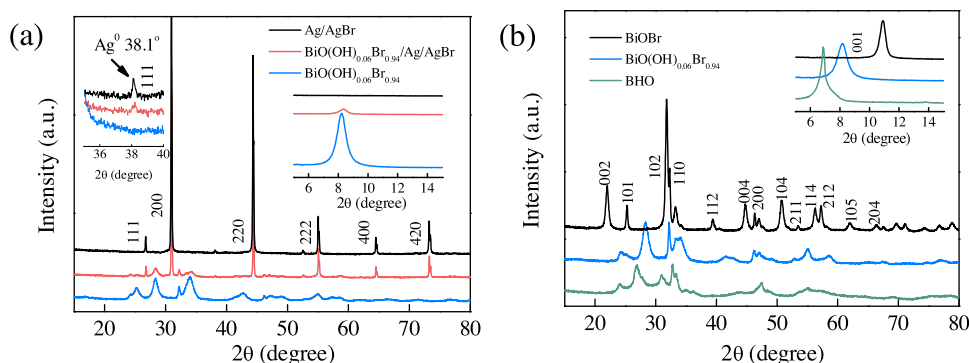 (a)
Intensity (a.u.)
Ag⁰ 38.1°
111
35 40
2θ (degree)
Ag/AgBr
BiO(OH)₀.₀₆Br₀.₉₄/Ag/AgBr
BiO(OH)₀.₀₆Br₀.₉₄
6 8 10 12 14
2θ (degree)
111
200
220
222
400
420
20 30 40 50 60 70 80
2θ (degree)
(b)
Intensity (a.u.)
BiOBr
BiO(OH)₀.₀₆Br₀.₉₄
BHO
001
6 8 10 12 14
2θ (degree)
002
101
102
110
112
004
200
104
211
114
212
105
204
20 30 40 50 60 70 80
2θ (degree)